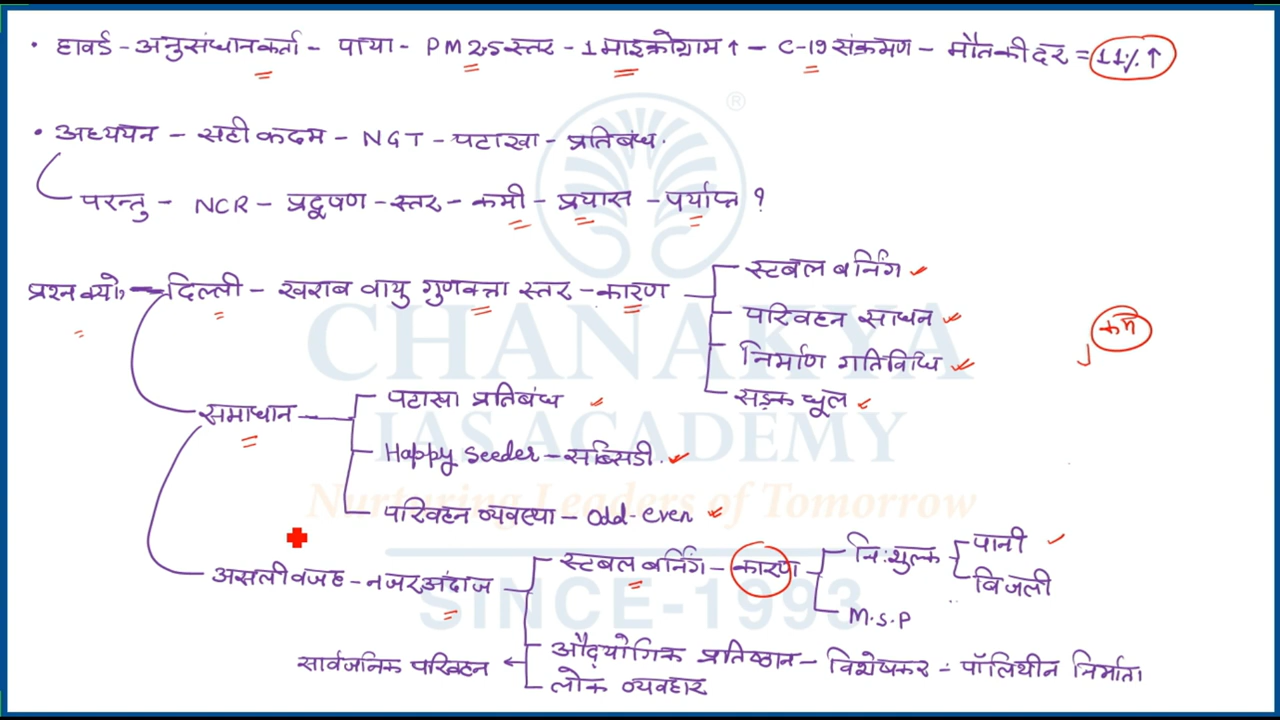 • हावर्ड - अनुसंधानकर्ता - पाया - PM 2.5 स्तर - 1 माइक्रोग्राम ↑ - C-19 संक्रमण - मौत की दर = 11% ↑
®
• अध्ययन - सही कदम - NGT - पटाखा - प्रतिबंध.
परन्तु - NCR - प्रदूषण - स्तर - कमी - प्रयास - पर्याप्त ?
स्टबल बर्निंग
प्रश्न क्यों, - दिल्ली - खराब वायु गुणवत्ता स्तर - कारण
परिवहन साधन
CHANAKYA
निर्माण गतिविधि
सड़क धूल
पटाखा प्रतिबंध
समाधान
IAS ACADEMY
Happy Seeder - सब्सिडी.
Nurturing Leaders of Tomorrow
परिवहन व्यवस्था - odd-even
पानी
स्टबल बर्निंग - कारण
नि:शुल्क
असली वजह - नजरअंदाज
बिजली
SINCE-1993
M.S.P
औद्योगिक प्रतिष्ठान - विशेषकर - पॉलिथीन निर्माता
सार्वजनिक परिवहन
लोक व्यवहार